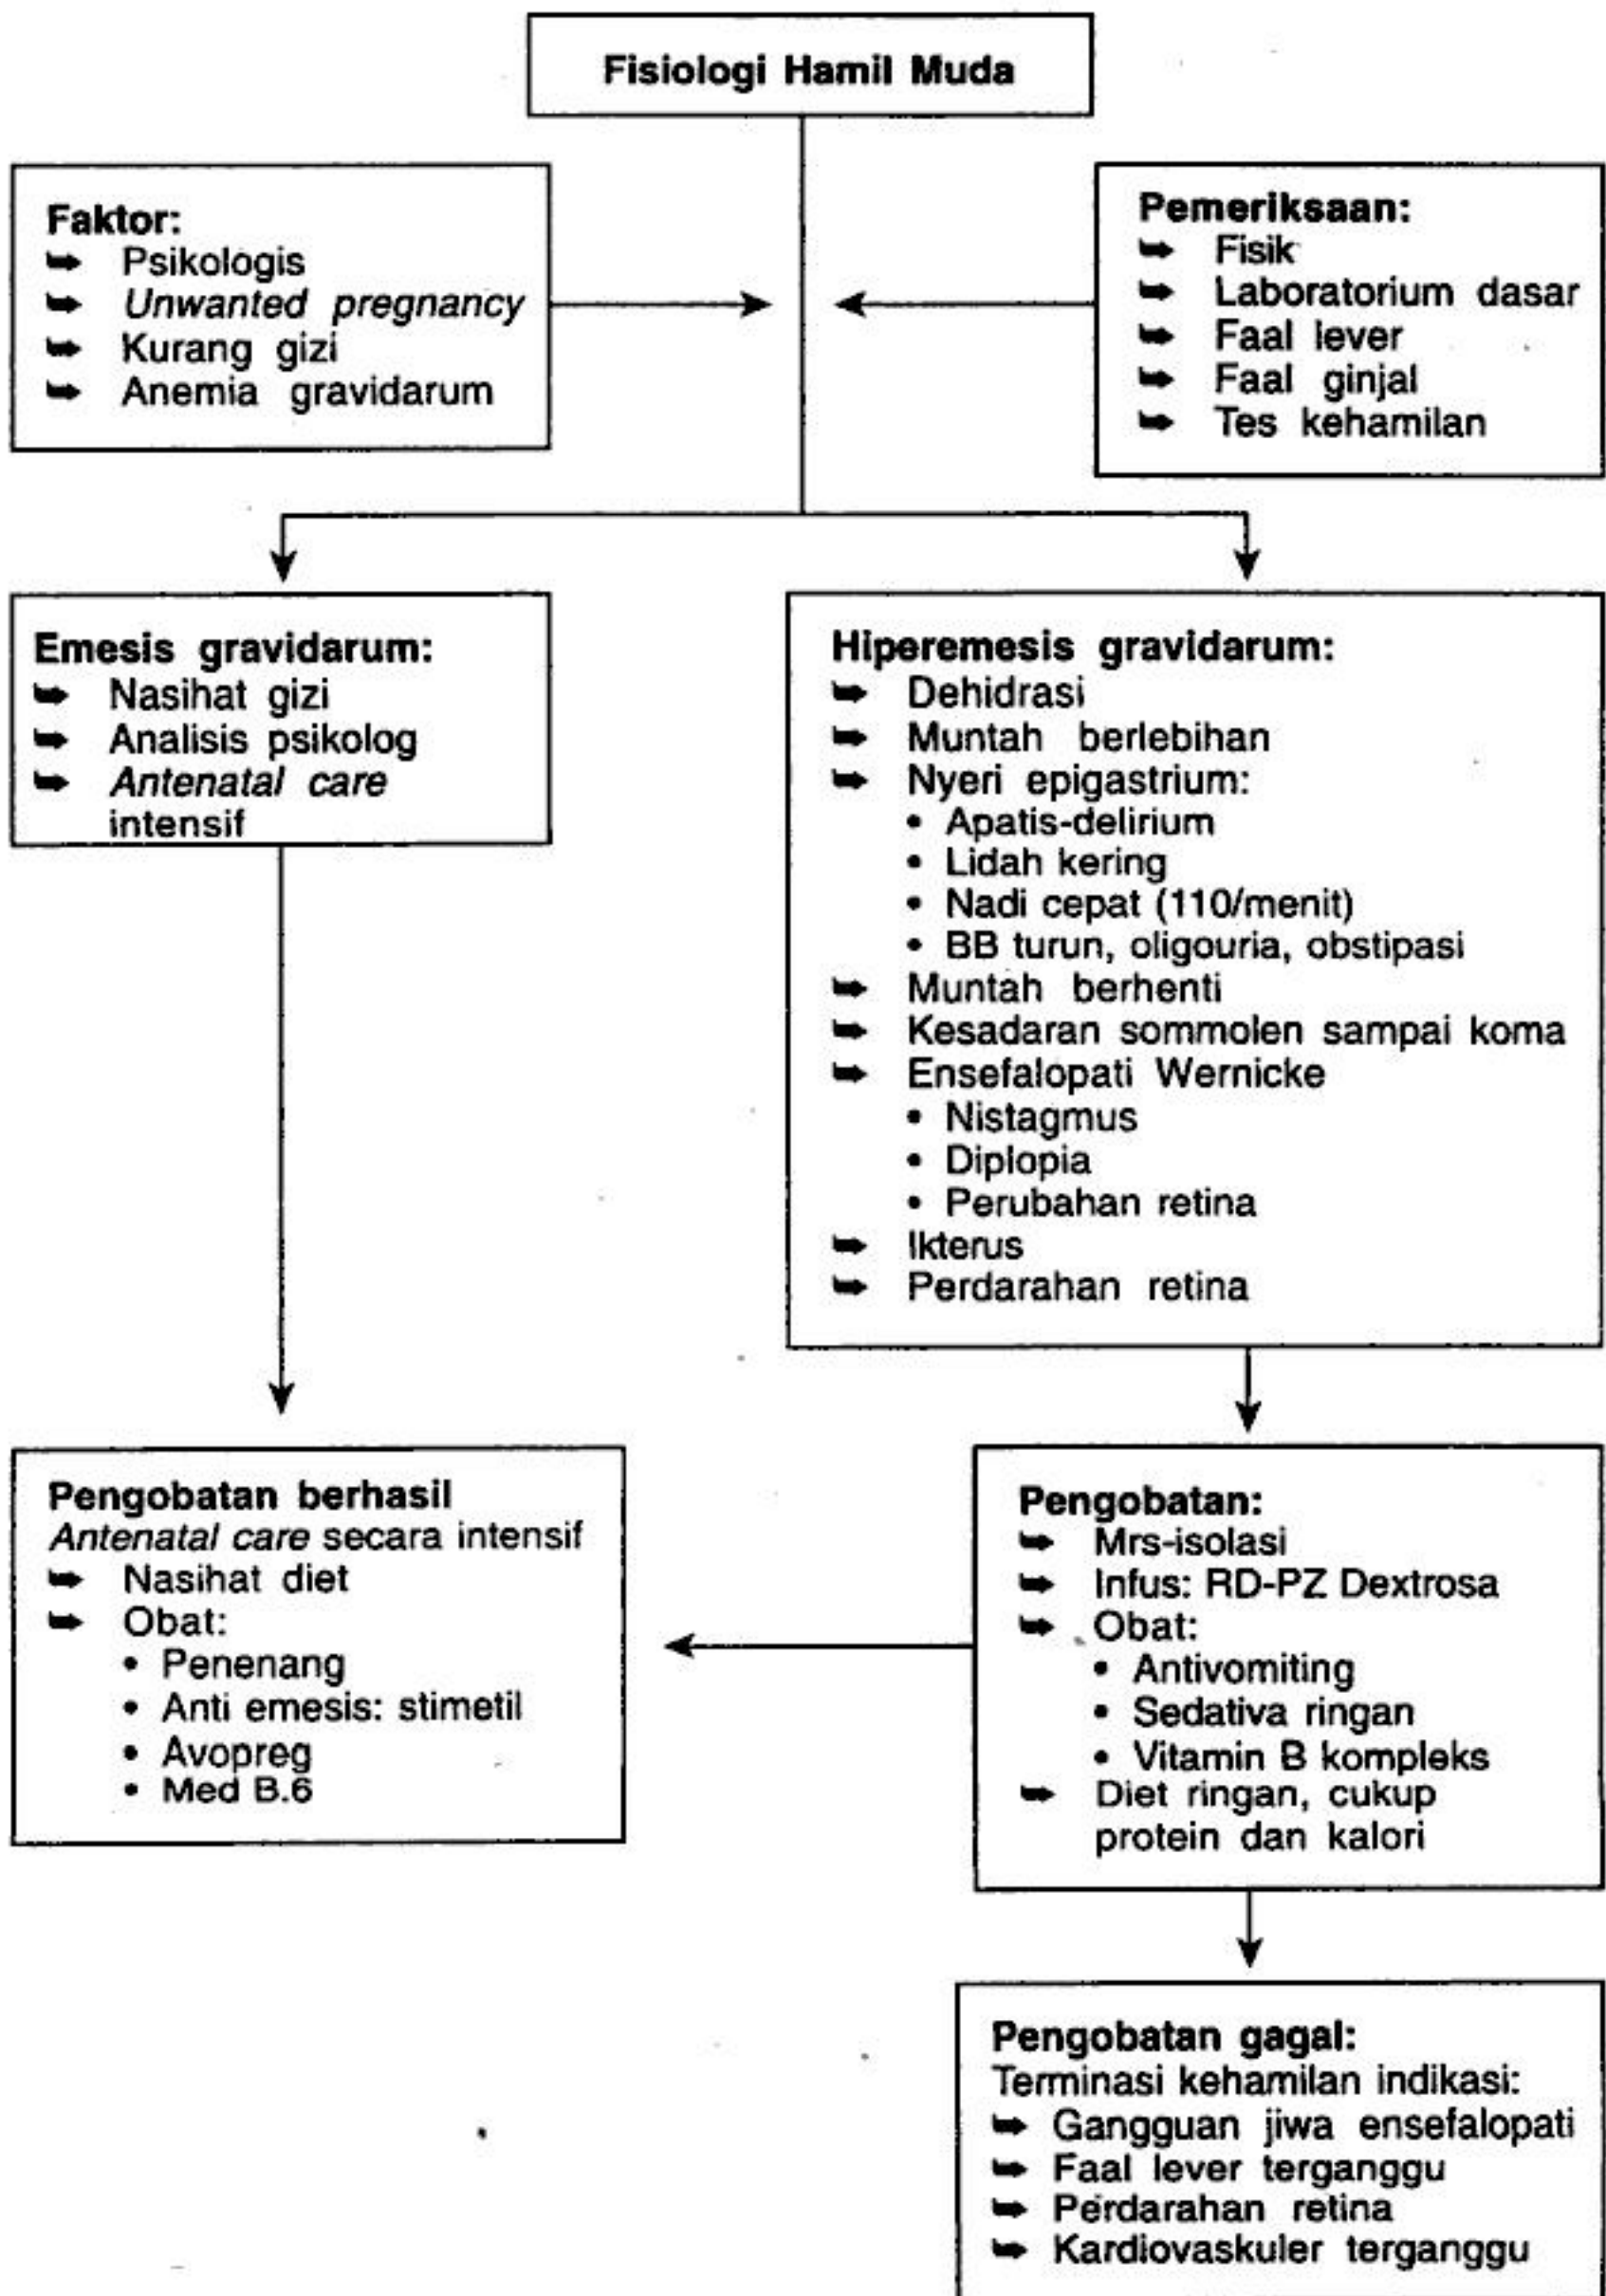 Fisiologi Hamil Muda
Faktor:
➥ Psikologis
➥ Unwanted pregnancy
➥ Kurang gizi
➥ Anemia gravidarum
Pemeriksaan:
➥ Fisik
➥ Laboratorium dasar
➥ Faal lever
➥ Faal ginjal
➥ Tes kehamilan
Emesis gravidarum:
➥ Nasihat gizi
➥ Analisis psikolog
➥ Antenatal care
intensif
Hiperemesis gravidarum:
➥ Dehidrasi
➥ Muntah berlebihan
➥ Nyeri epigastrium:
• Apatis-delirium
• Lidah kering
• Nadi cepat (110/menit)
• BB turun, oligouria, obstipasi
➥ Muntah berhenti
➥ Kesadaran sommolen sampai koma
➥ Ensefalopati Wernicke
• Nistagmus
• Diplopia
• Perubahan retina
➥ Ikterus
➥ Perdarahan retina
Pengobatan berhasil
Antenatal care secara intensif
➥ Nasihat diet
➥ Obat:
• Penenang
• Anti emesis: stimetil
• Avopreg
• Med B.6
Pengobatan:
➥ Mrs-isolasi
➥ Infus: RD-PZ Dextrosa
➥ Obat:
• Antivomiting
• Sedativa ringan
• Vitamin B kompleks
➥ Diet ringan, cukup
protein dan kalori
Pengobatan gagal:
Terminasi kehamilan indikasi:
➥ Gangguan jiwa ensefalopati
➥ Faal lever terganggu
➥ Perdarahan retina
➥ Kardiovaskuler terganggu